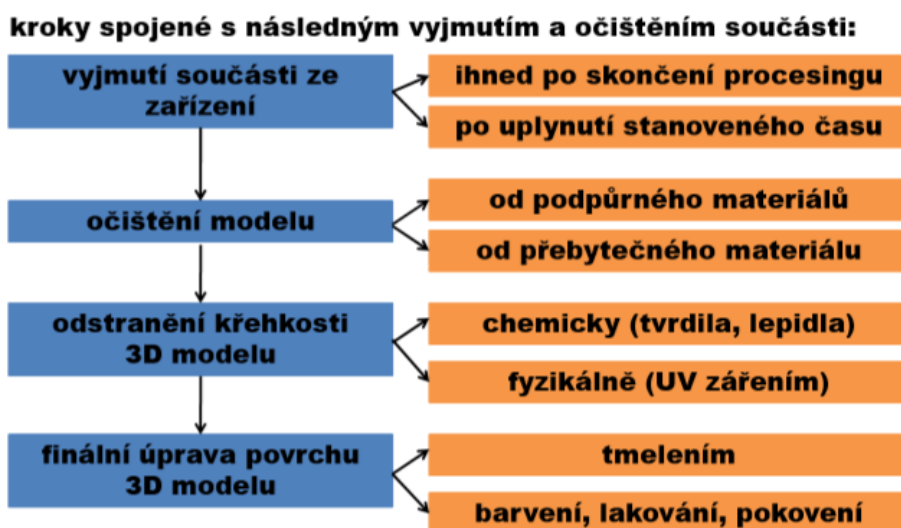 kroky spojené s následným vyjmutím a očištěním součásti:
vyjmutí součásti ze
zařízení
ihned po skončení procesingu
po uplynutí stanoveného času
očištění modelu
od podpůrného materiálů
od přebytečného materiálu
odstranění křehkosti
3D modelu
chemicky (tvrdila, lepidla)
fyzikálně (UV zářením)
finální úprava povrchu
3D modelu
tmelením
barvení, lakování, pokovení